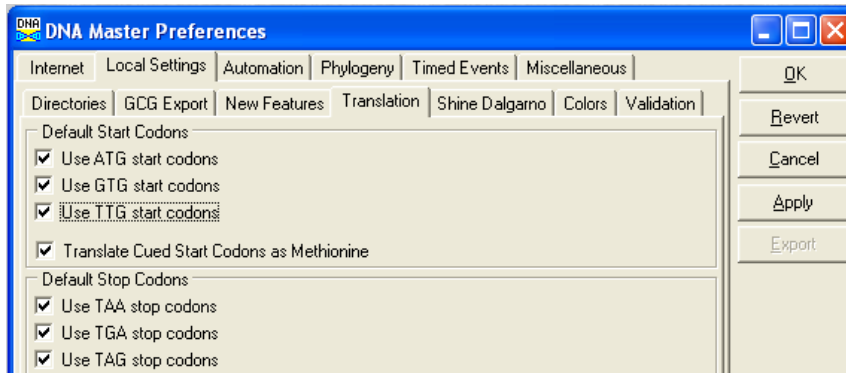 DNA DNA Master Preferences
Internet Local Settings Automation Phylogeny Timed Events Miscellaneous
Directories GCG Export New Features Translation Shine Dalgarno Colors Validation
Default Start Codons
Use ATG start codons
Use GTG start codons
Use TTG start codons
Translate Cued Start Codons as Methionine
Default Stop Codons
Use TAA stop codons
Use TGA stop codons
Use TAG stop codons
OK
Revert
Cancel
Apply
Export